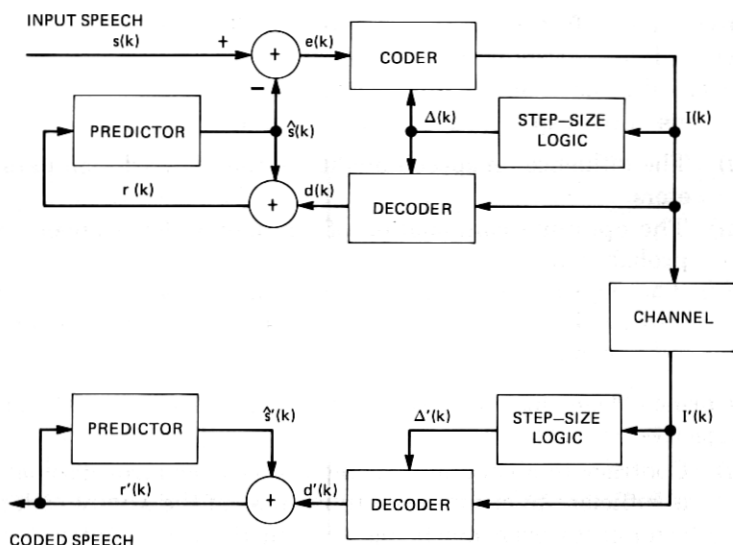 INPUT SPEECH
s(k)
+
+
e(k)
CODER
−
PREDICTOR
ŝ(k)
Δ(k)
STEP–SIZE
LOGIC
I(k)
r (k)
+
d(k)
DECODER
CHANNEL
PREDICTOR
ŝ'(k)
Δ'(k)
STEP–SIZE
LOGIC
I'(k)
r'(k)
+
d'(k)
DECODER
CODED SPEECH